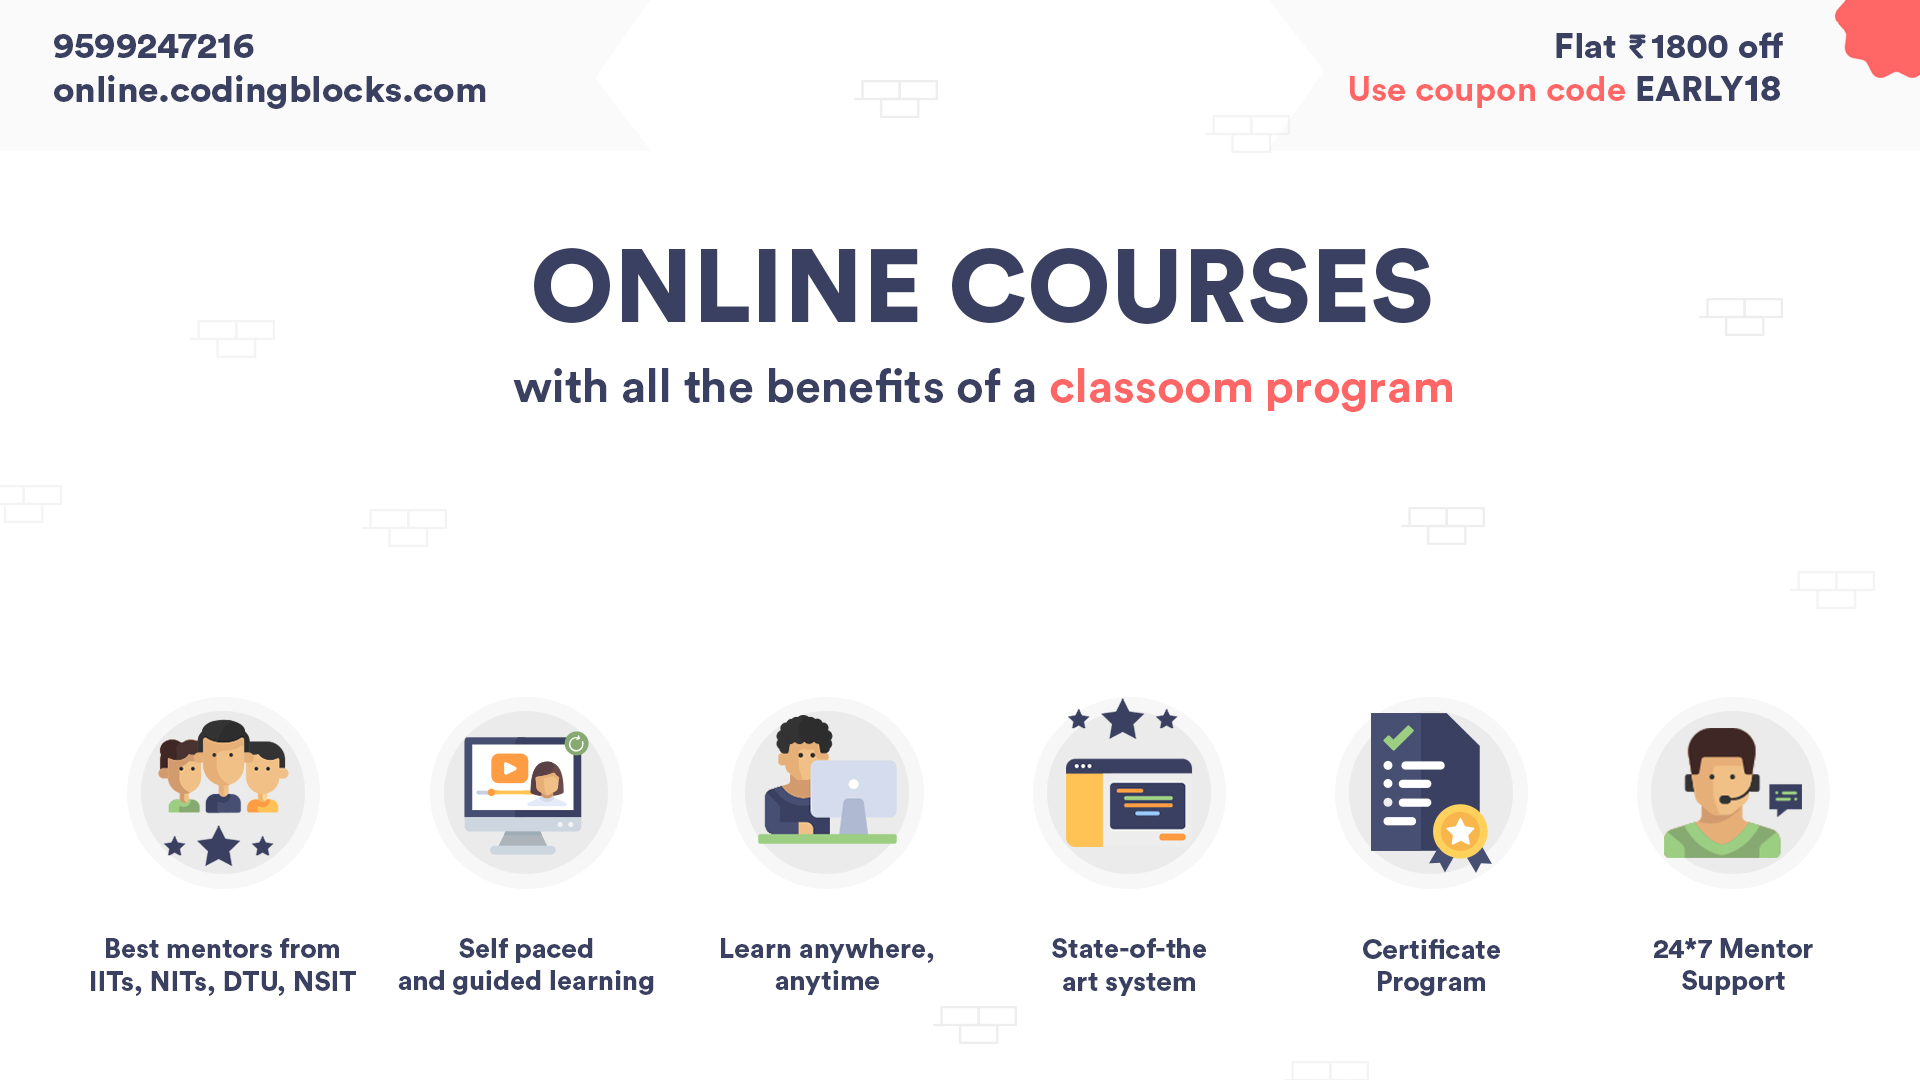 9599247216
online.codingblocks.com
Flat ₹1800 off
Use coupon code EARLY18
ONLINE COURSES
with all the benefits of a classoom program
Best mentors from
IITs, NITs, DTU, NSIT
Self paced
and guided learning
Learn anywhere,
anytime
State-of-the
art system
Certificate
Program
24*7 Mentor
Support